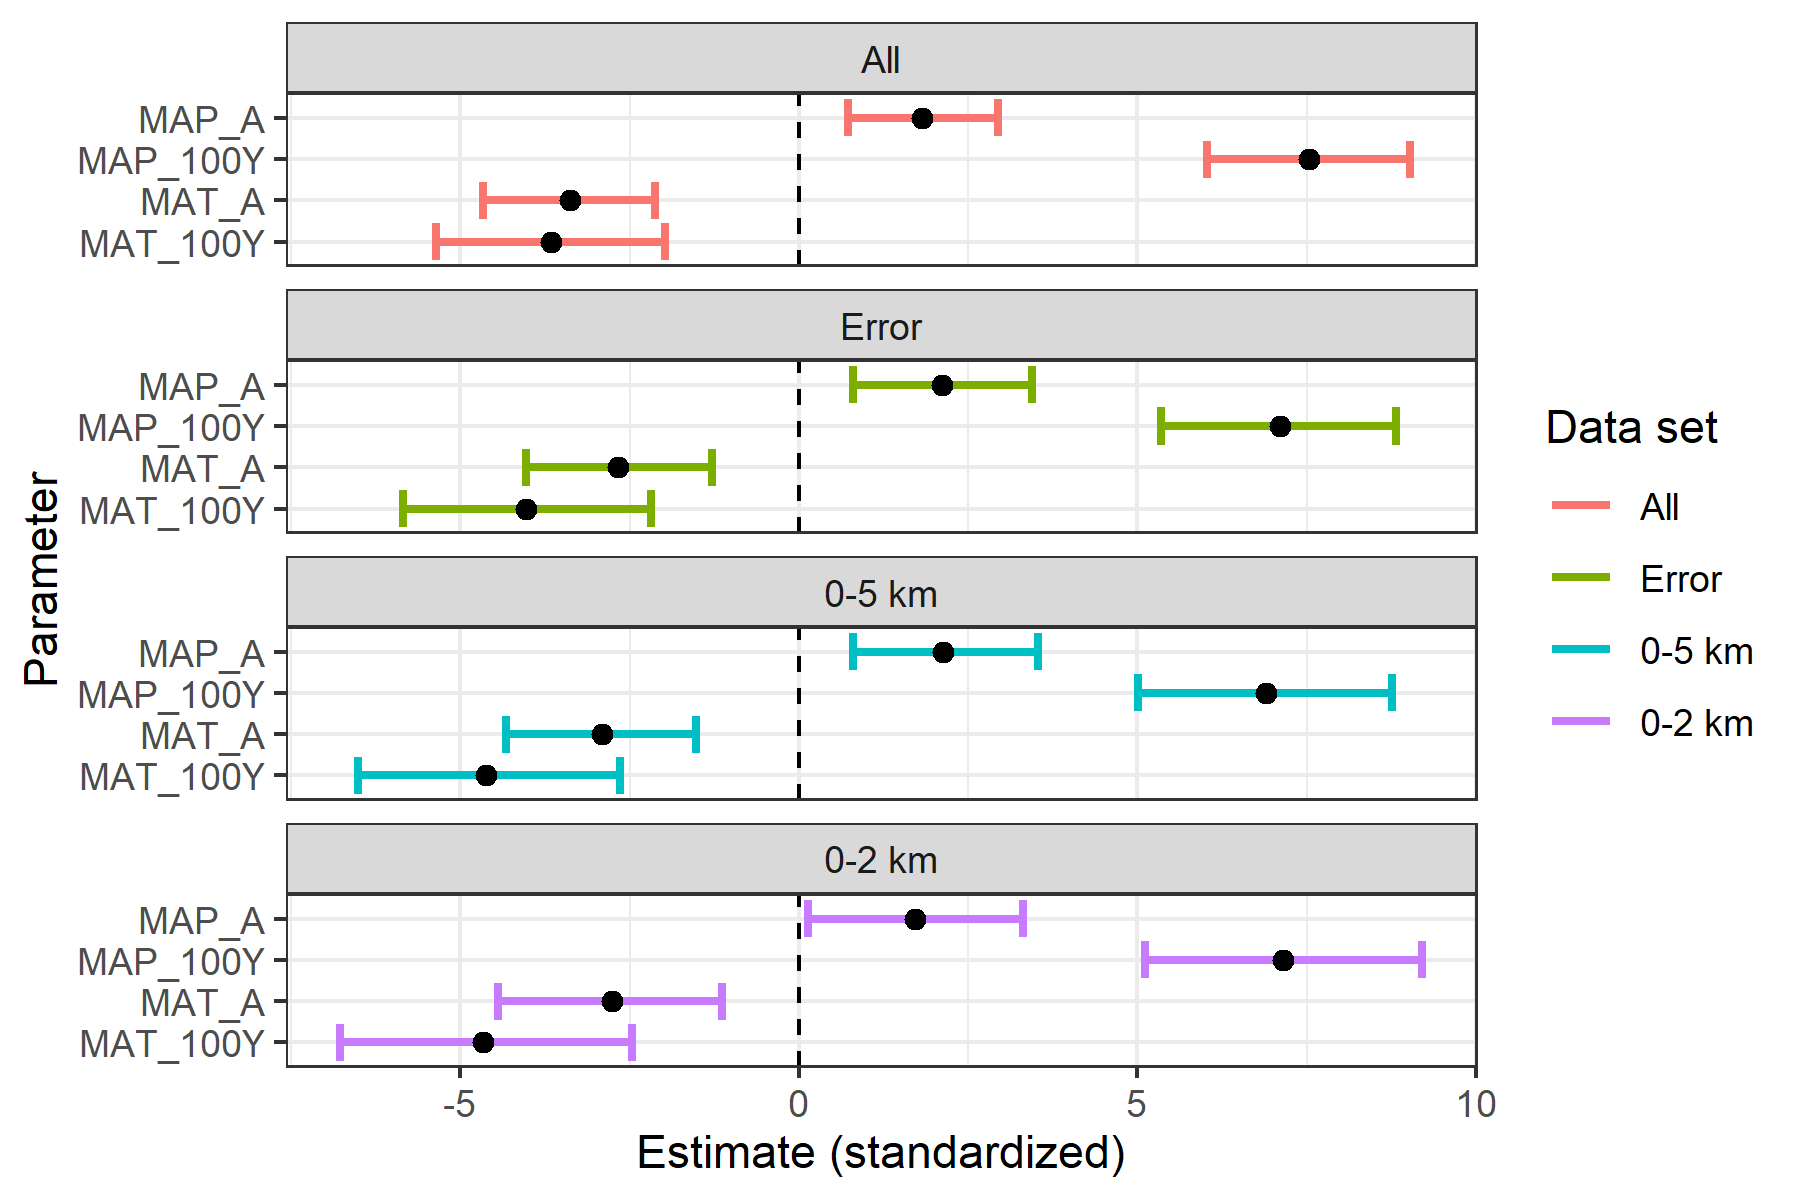 All
MAP_A
MAP_100Y
MAT_A
MAT_100Y
Error
MAP_A
MAP_100Y
MAT_A
MAT_100Y
0-5 km
MAP_A
MAP_100Y
MAT_A
MAT_100Y
0-2 km
MAP_A
MAP_100Y
MAT_A
MAT_100Y
-5 0 5 10
Estimate (standardized)
Parameter
Data set
All
Error
0-5 km
0-2 km